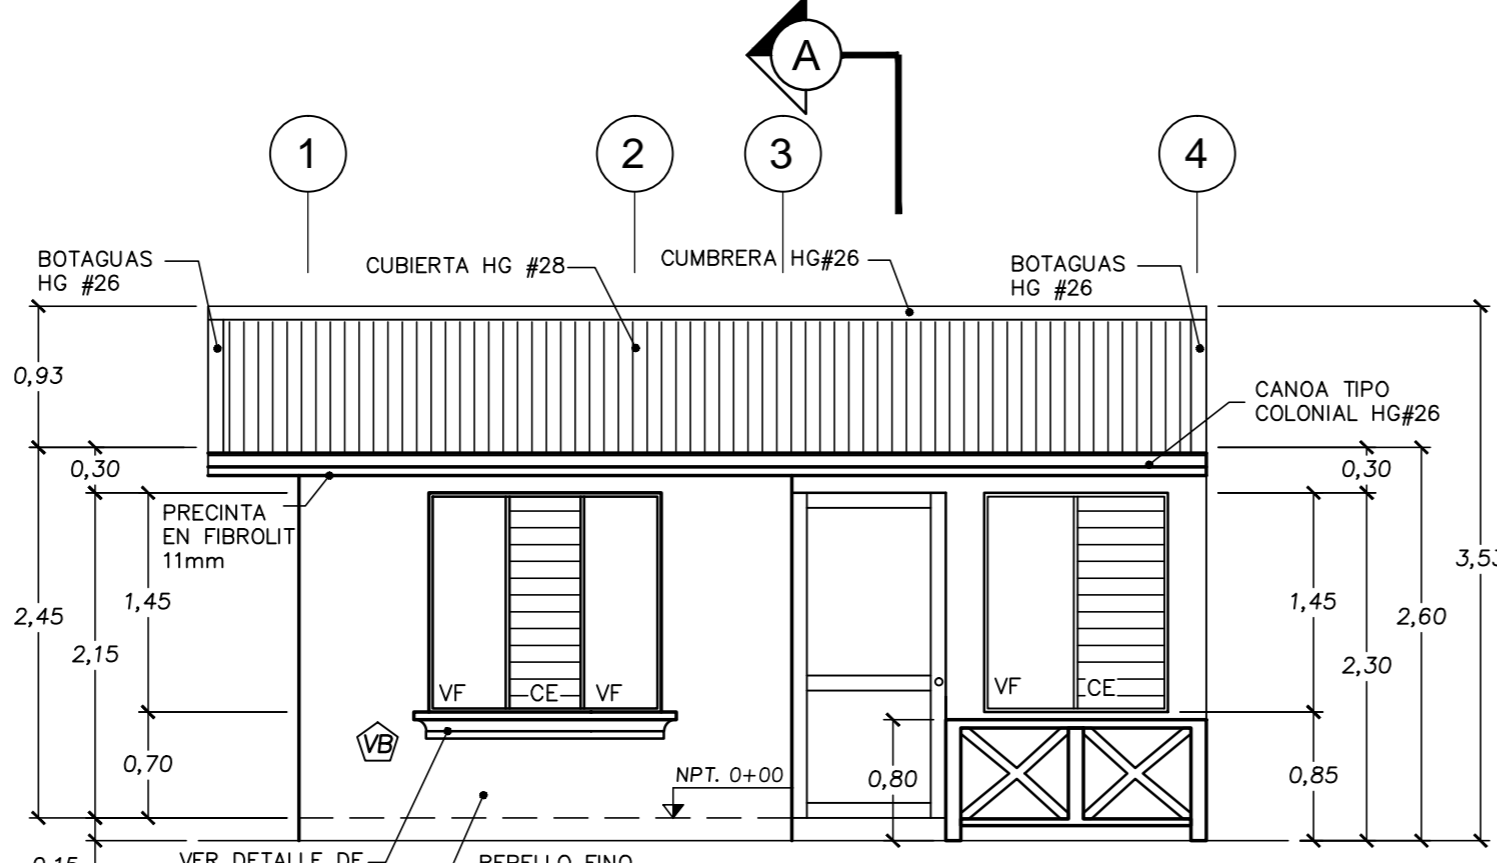 A
1
2
3
4
BOTAGUAS
HG #26
CUBIERTA HG #28
CUMBRERA HG#26
BOTAGUAS
HG #26
0,93
CANOA TIPO
COLONIAL HG#26
0,30
0,30
PRECINTA
EN FIBROLIT
11mm
3,53
2,45
1,45
2,15
1,45
2,60
2,30
VF
CE
VF
VF
CE
VB
0,70
NPT. 0+00
0,80
0,85
0,15
VER DETALLE DE
REPELLO FINO